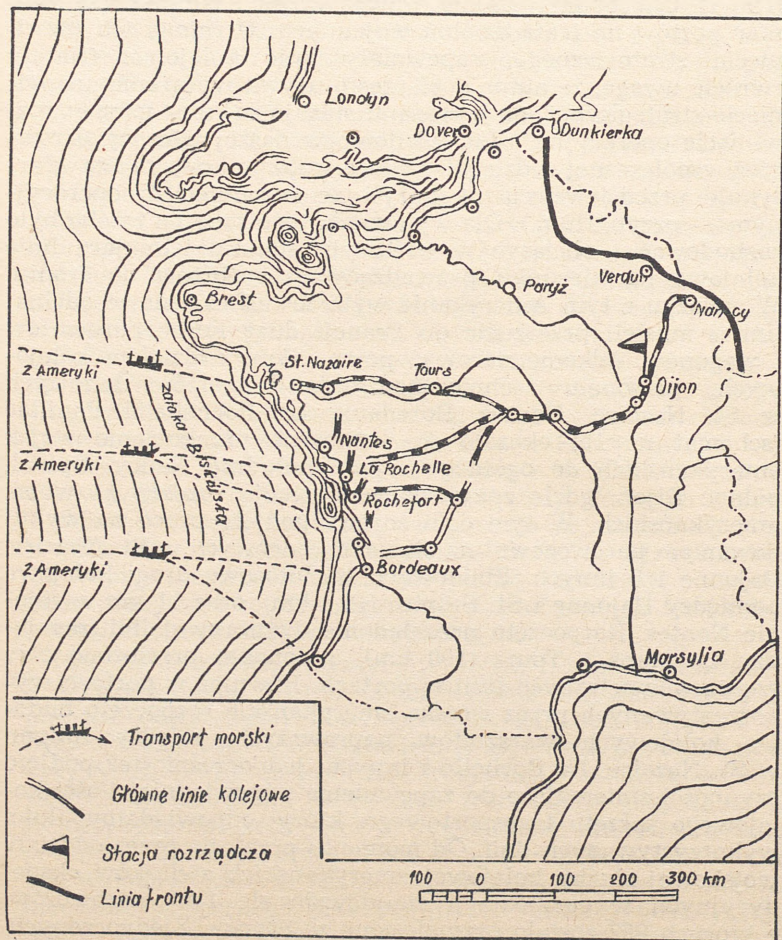 Londyn
Dover
Dunkierka
Verdun
Nancy
Paryż
Brest
Dijon
St. Nazaire
Tours
Z Ameryki
Zatoka-Biskajska
Nantes
La Rochelle
Z Ameryki
Rochefort
Z Ameryki
Bordeaux
Marsylia
Transport morski
Główne linie kolejowe
Stacja rozrządcza
Linia frontu
100 0 100 200 300 km